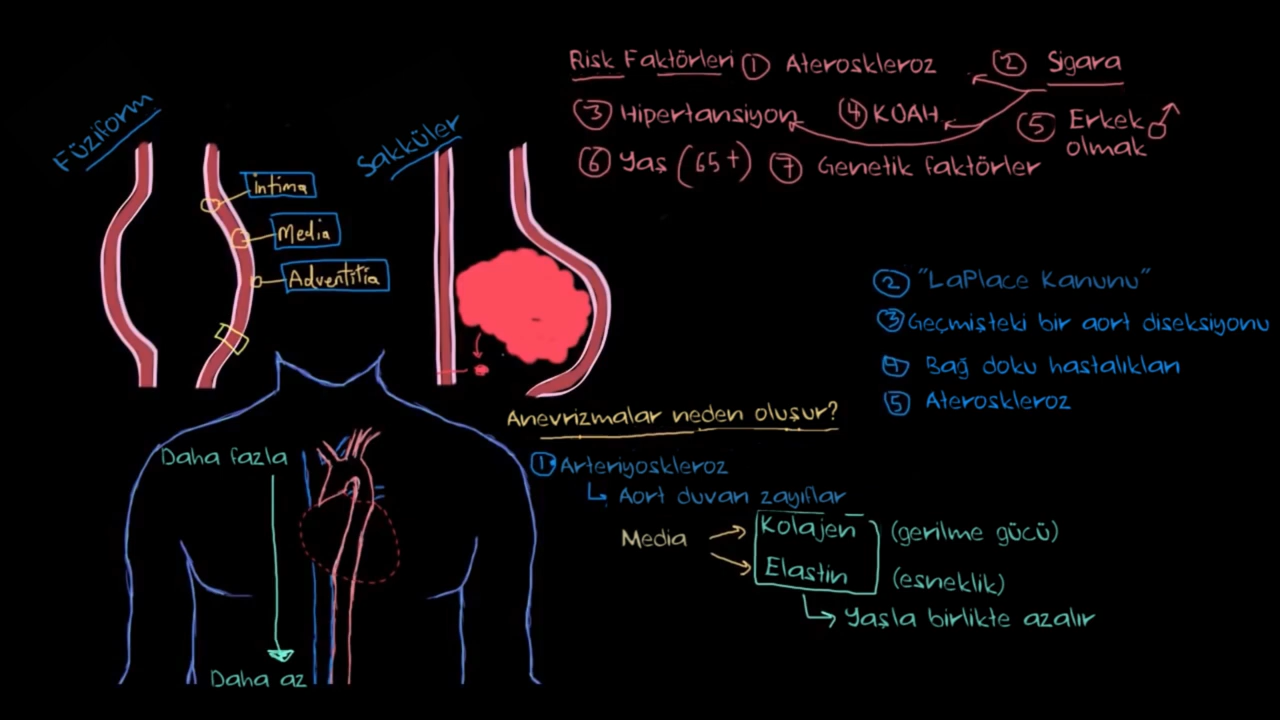 Risk Faktörleri ① Ateroskleroz ② Sigara
③ Hipertansiyon ④ KOAH ⑤ Erkek olmak ♂
⑥ Yaş (65+) ⑦ Genetik faktörler
Füziform
Sakküler
İntima
Media
Adventitia
② "LaPlace Kanunu"
③ Geçmişteki bir aort diseksiyonu
④ Bağ doku hastalıkları
⑤ Ateroskleroz
Anevrizmalar neden oluşur?
① Arteriyoskleroz
Aort duvarı zayıflar
Media
Kolajen (gerilme gücü)
Elastin (esneklik)
Yaşla birlikte azalır
Daha fazla
Daha az